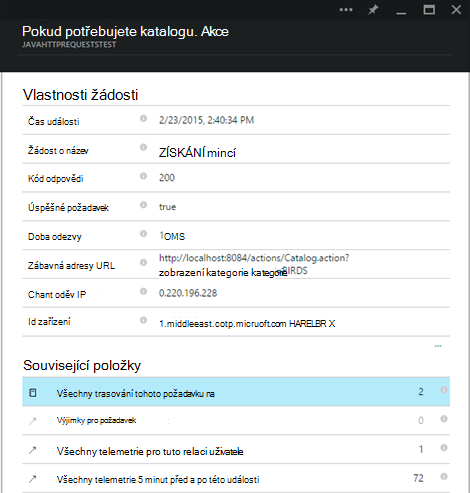 Pokud potřebujete katalogu. Akce
JAVAHTTPREQUESTSTEST
Vlastnosti žádosti
Čas události 2/23/2015, 2:40:34 PM
Žádost o název ZÍSKÁNÍ mincí
Kód odpovědi 200
Úspěšné požadavek true
Doba odezvy 1OMS
Zábavná adresy URL http://localhost:8084/actions/Catalog.action?
zobrazení kategorie kategorie
Chant oděv IP 0.220.196.228
Id zařízení 1.middleeast.cotp.micruoft.com HARELBR X
Související položky
Všechny trasování tohoto požadavku na 2
Výjimky pro požadavek 0
Všechny telemetrie pro tuto relaci uživatele 1
Všechny telemetrie 5 minut před a po této události 72